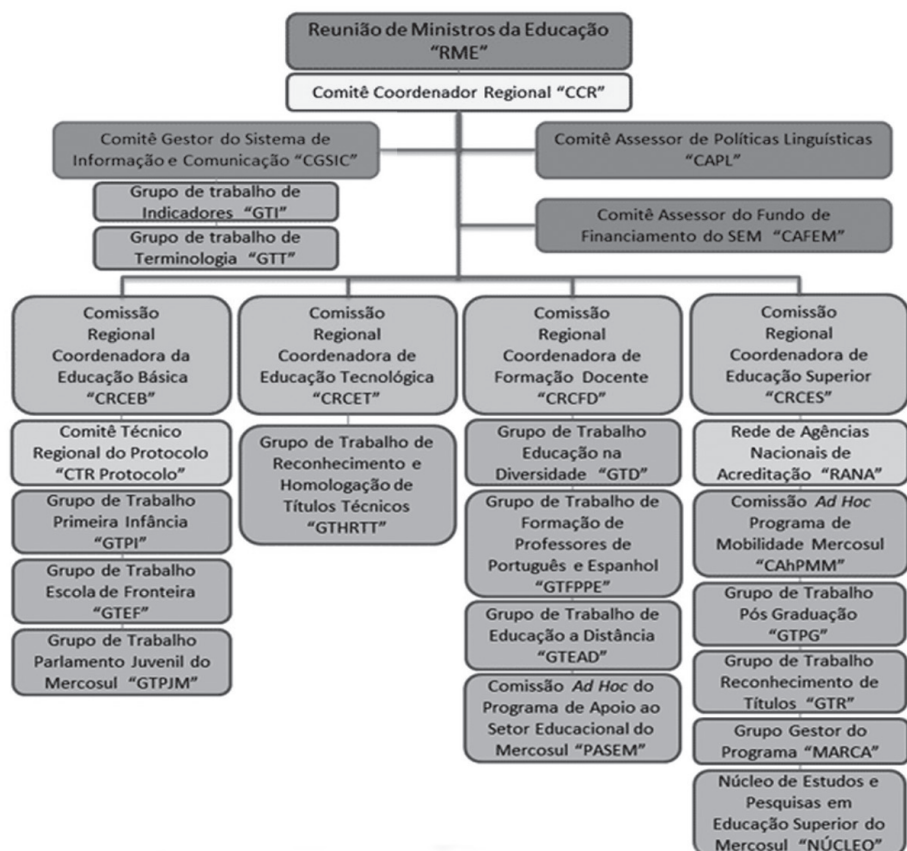 Reunião de Ministros da Educação
“RME”
Comitê Coordenador Regional “CCR”
Comitê Gestor do Sistema de
Informação e Comunicação “CGSIC”
Grupo de trabalho de
Indicadores “GTI”
Grupo de trabalho de
Terminologia “GTT”
Comitê Assessor de Políticas Linguísticas
“CAPL”
Comitê Assessor do Fundo de
Financiamento do SEM “CAFEM”
Comissão
Regional
Coordenadora da
Educação Básica
“CRCEB”
Comitê Técnico
Regional do Protocolo
“CTR Protocolo”
Grupo de Trabalho
Primeira Infância
“GTPI”
Grupo de Trabalho
Escola de Fronteira
“GTEF”
Grupo de Trabalho
Parlamento Juvenil do
Mercosul “GTPJM”
Comissão
Regional
Coordenadora de
Educação Tecnológica
“CRCET”
Grupo de Trabalho de
Reconhecimento e
Homologação de
Títulos Técnicos
“GTHRTT”
Comissão
Regional
Coordenadora de
Formação Docente
“CRCFD”
Grupo de Trabalho
Educação na
Diversidade “GTD”
Grupo de Trabalho de
Formação de
Professores de
Português e Espanhol
“GTFPPE”
Grupo de Trabalho de
Educação a Distância
“GTEAD”
Comissão Ad Hoc do
Programa de Apoio ao
Setor Educacional do
Mercosul “PASEM”
Comissão
Regional
Coordenadora de
Educação Superior
“CRCES”
Rede de Agências
Nacionais de
Acreditação “RANA”
Comissão Ad Hoc
Programa de
Mobilidade Mercosul
“CAhPMM”
Grupo de Trabalho
Pós Graduação
“GTPG”
Grupo de Trabalho
Reconhecimento de
Títulos “GTR”
Grupo Gestor do
Programa “MARCA”
Núcleo de Estudos e
Pesquisas em
Educação Superior do
Mercosul “NÚCLEO”